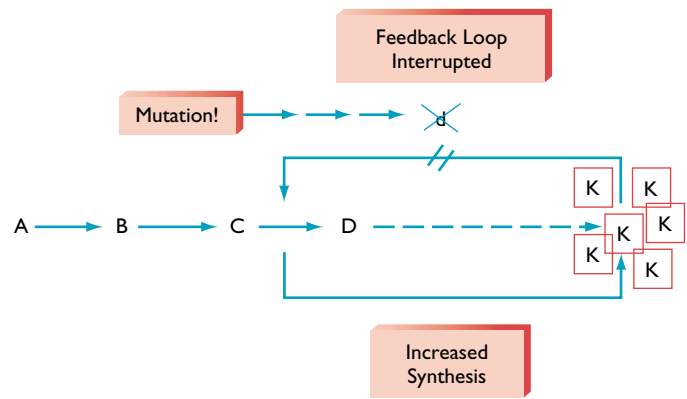 Feedback Loop
Interrupted
Mutation!
d
K K
A B C D K K
K K
Increased
Synthesis